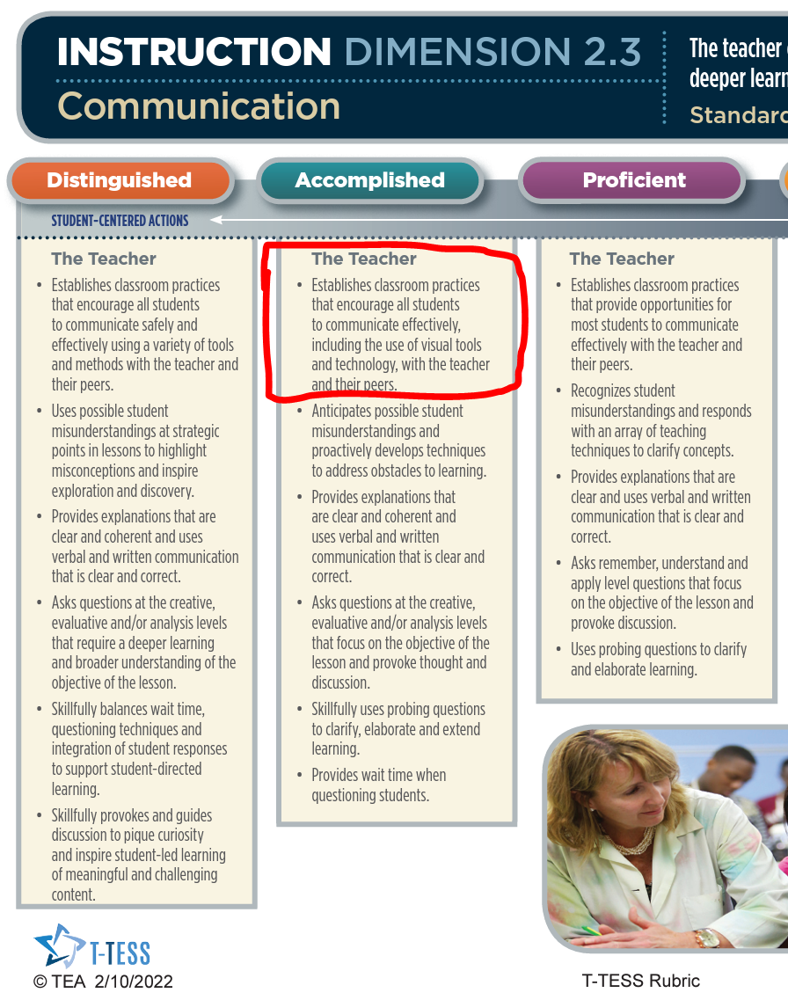 INSTRUCTION DIMENSION 2.3
Communication
The teacher
deeper learn
Standard
Distinguished
Accomplished
Proficient
STUDENT-CENTERED ACTIONS
The Teacher
• Establishes classroom practices
that encourage all students
to communicate safely and
effectively using a variety of tools
and methods with the teacher and
their peers.
• Uses possible student
misunderstandings at strategic
points in lessons to highlight
misconceptions and inspire
exploration and discovery.
• Provides explanations that are
clear and coherent and uses
verbal and written communication
that is clear and correct.
• Asks questions at the creative,
evaluative and/or analysis levels
that require a deeper learning
and broader understanding of the
objective of the lesson.
• Skillfully balances wait time,
questioning techniques and
integration of student responses
to support student-directed
learning.
• Skillfully provokes and guides
discussion to pique curiosity
and inspire student-led learning
of meaningful and challenging
content.
The Teacher
• Establishes classroom practices
that encourage all students
to communicate effectively,
including the use of visual tools
and technology, with the teacher
and their peers.
• Anticipates possible student
misunderstandings and
proactively develops techniques
to address obstacles to learning.
• Provides explanations that
are clear and coherent and
uses verbal and written
communication that is clear and
correct.
• Asks questions at the creative,
evaluative and/or analysis levels
that focus on the objective of the
lesson and provoke thought and
discussion.
• Skillfully uses probing questions
to clarify, elaborate and extend
learning.
• Provides wait time when
questioning students.
The Teacher
• Establishes classroom practices
that provide opportunities for
most students to communicate
effectively with the teacher and
their peers.
• Recognizes student
misunderstandings and responds
with an array of teaching
techniques to clarify concepts.
• Provides explanations that are
clear and uses verbal and written
communication that is clear and
correct.
• Asks remember, understand and
apply level questions that focus
on the objective of the lesson and
provoke discussion.
• Uses probing questions to clarify
and elaborate learning.
T-TESS
© TEA 2/10/2022
T-TESS Rubric